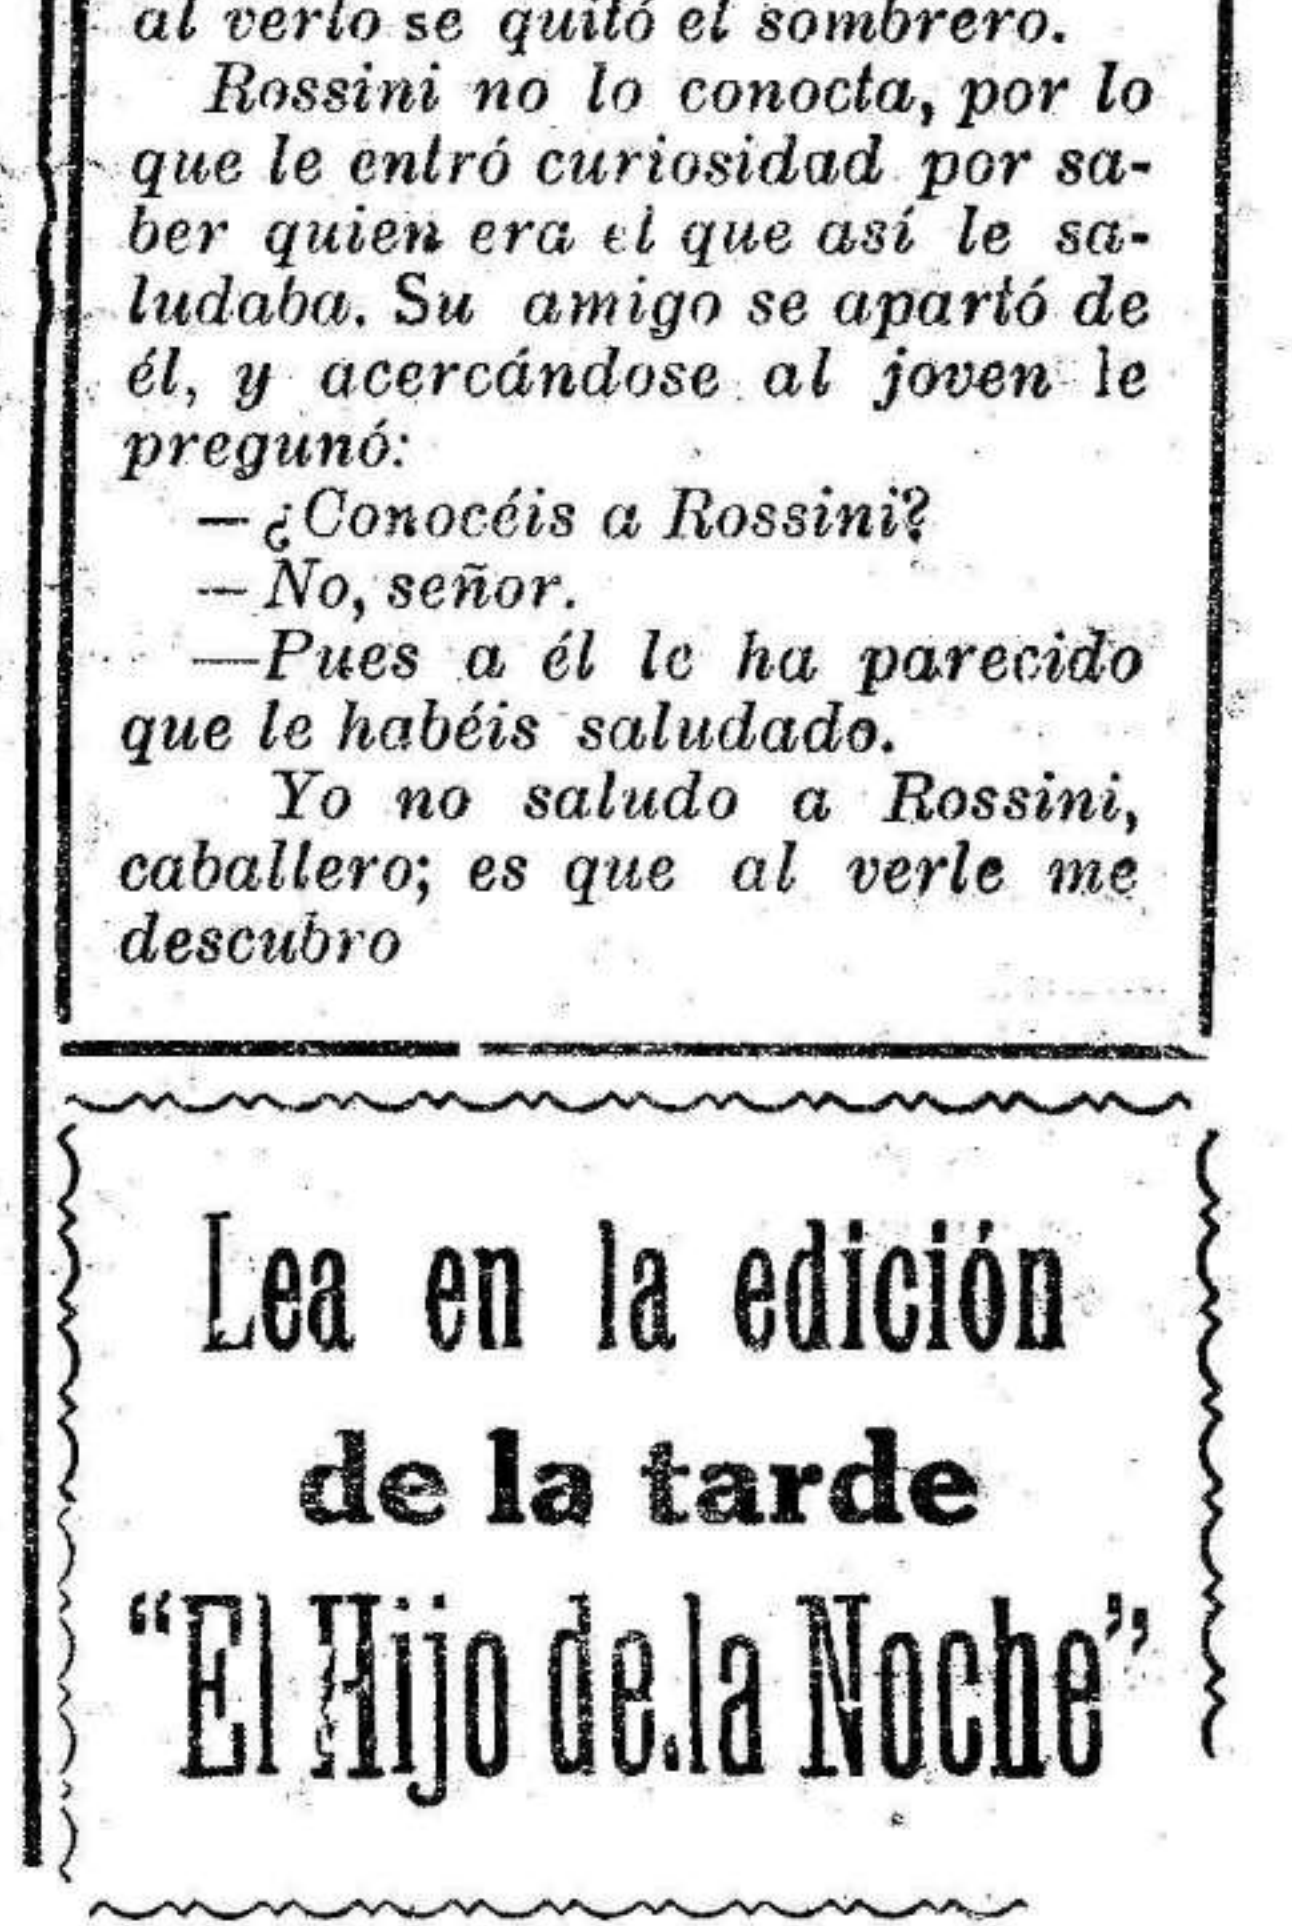 al verlo se quitó el sombrero.
Rossini no lo conocta, por lo
que le entró curiosidad por sa-
ber quien era el que así le sa-
ludaba. Su amigo se apartó de
él, y acercándose al joven le
pregunó:
—¿Conocéis a Rossini?
—No, señor.
—Pues a él le ha parecido
que le habéis saludado.
Yo no saludo a Rossini,
caballero; es que al verle me
descubro
Lea en la edición
de la tarde
“El Hijo de la Noche”